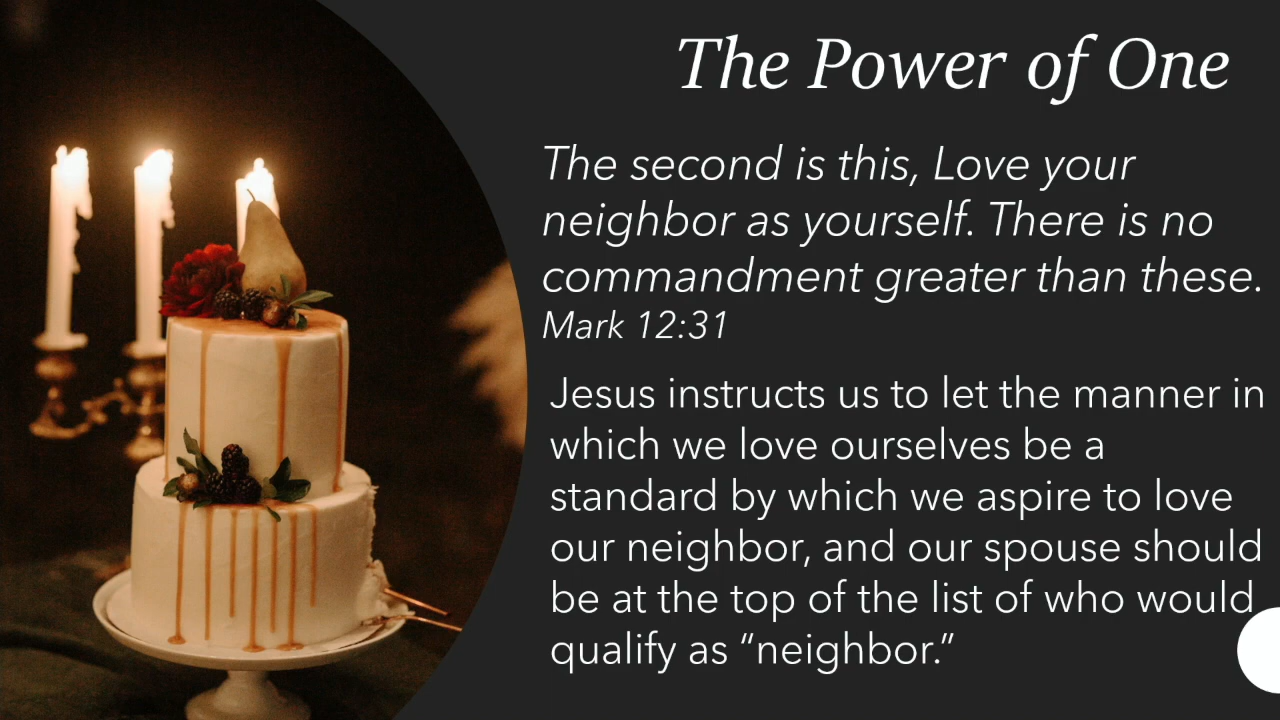 The Power of One
The second is this, Love your
neighbor as yourself. There is no
commandment greater than these.
Mark 12:31
Jesus instructs us to let the manner in
which we love ourselves be a
standard by which we aspire to love
our neighbor, and our spouse should
be at the top of the list of who would
qualify as “neighbor.”